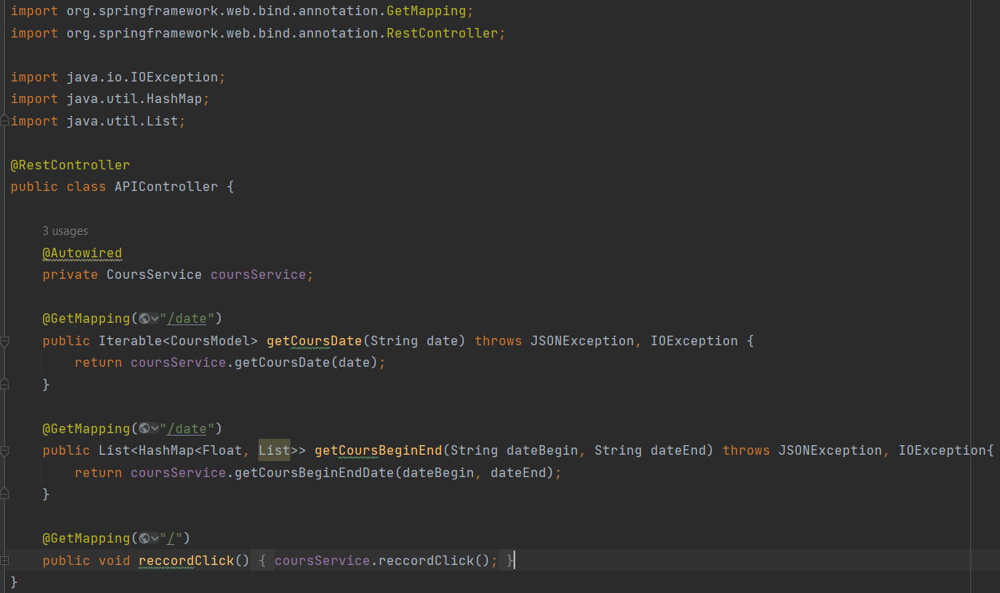 import org.springframework.web.bind.annotation.GetMapping;
import org.springframework.web.bind.annotation.RestController;
import java.io.IOException;
import java.util.HashMap;
import java.util.List;
@RestController
public class APIController {
3 usages
@Autowired
private CoursService coursService;
@GetMapping("/date")
public Iterable<CoursModel> getCoursDate(String date) throws JSONException, IOException {
return coursService.getCoursDate(date);
}
@GetMapping("/date")
public List<HashMap<Float, List>> getCoursBeginEnd(String dateBegin, String dateEnd) throws JSONException, IOException{
return coursService.getCoursBeginEndDate(dateBegin, dateEnd);
}
@GetMapping("/")
public void reccordClick() { coursService.reccordClick(); }
}